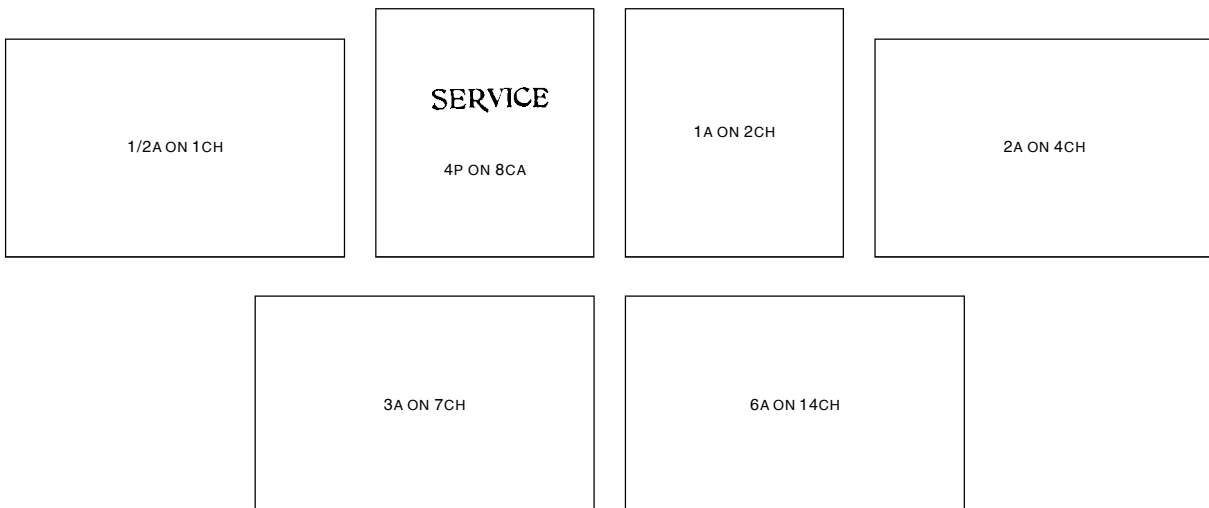 1/2A ON 1CH
SERVICE
4P ON 8CA
1A ON 2CH
2A ON 4CH
3A ON 7CH
6A ON 14CH